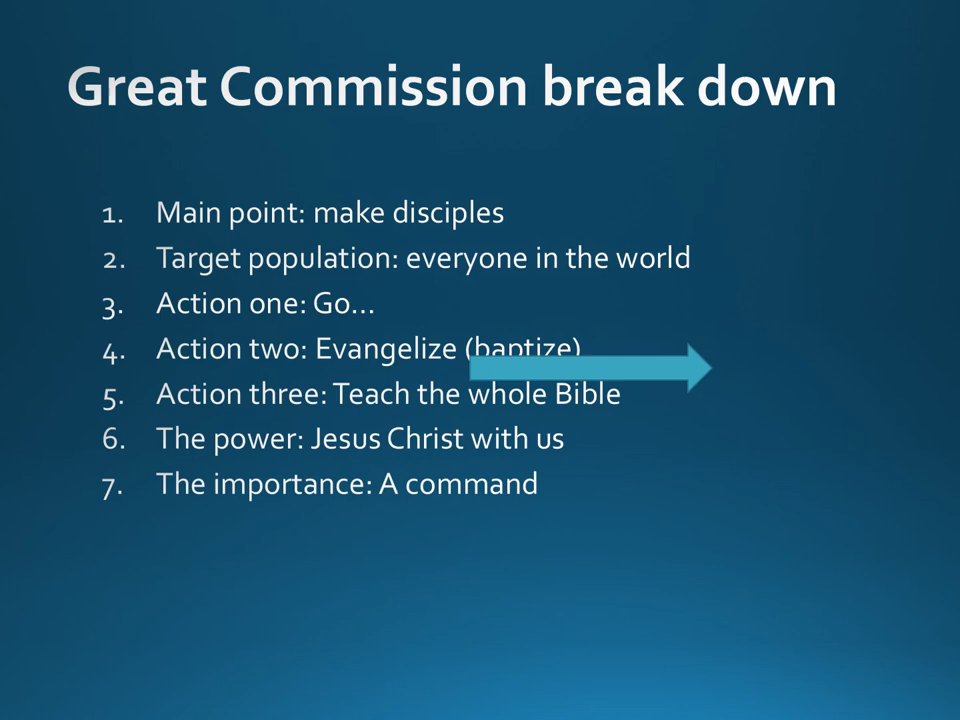 Great Commission break down
1. Main point: make disciples
2. Target population: everyone in the world
3. Action one: Go…
4. Action two: Evangelize (baptize)
5. Action three: Teach the whole Bible
6. The power: Jesus Christ with us
7. The importance: A command